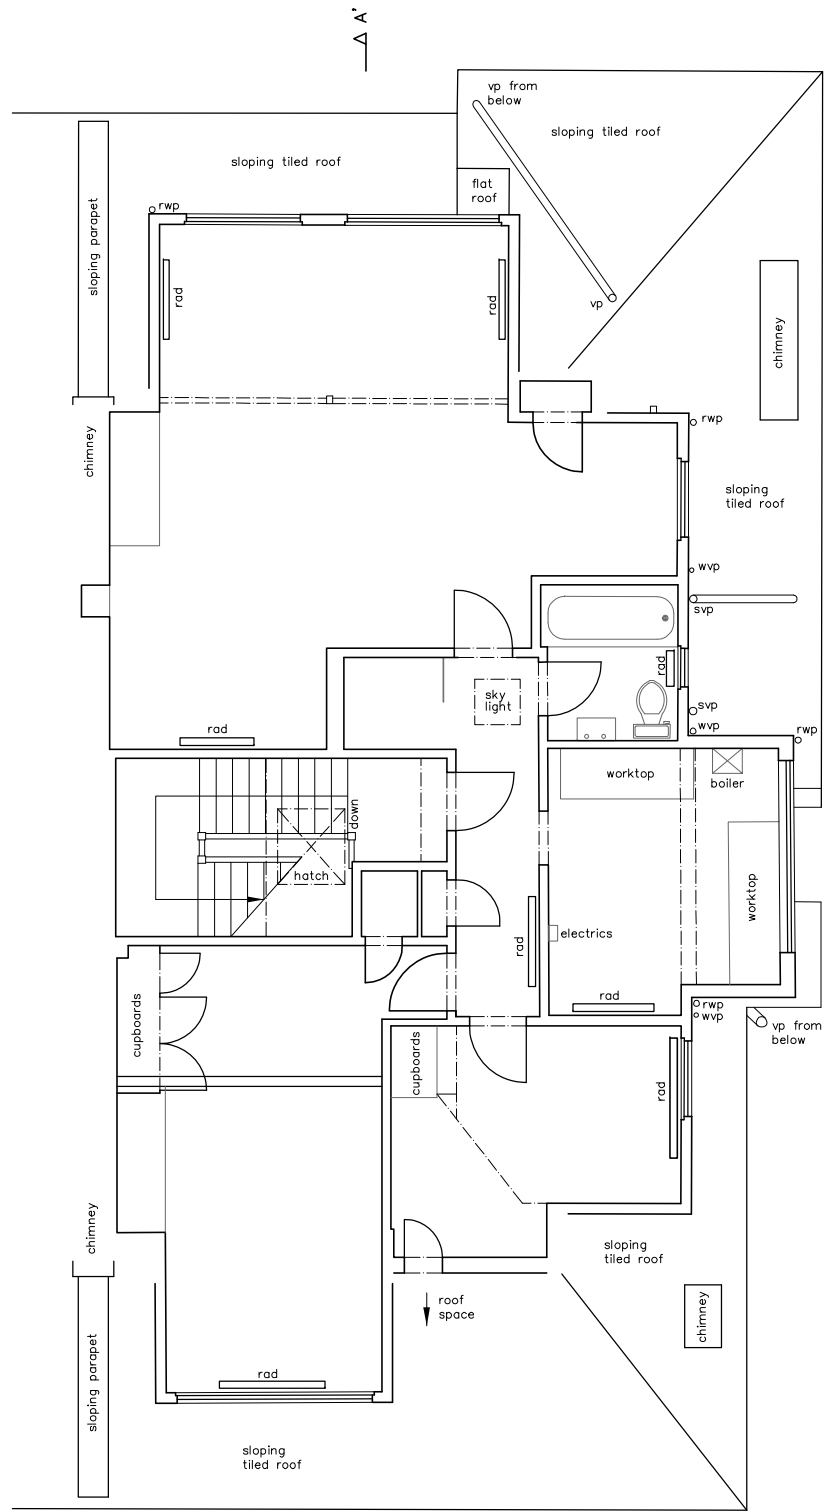 A'
vp from
below
sloping tiled roof
sloping tiled roof
flat
roof
rwp
sloping parapet
rad
rad
vp
chimney
chimney
rwp
sloping
tiled roof
wvp
svp
rad
sky
light
svp
wvp
rwp
rad
worktop
boiler
down
hatch
worktop
electrics
rad
rad
rwp
wvp
vp from
below
cupboards
cupboards
rad
chimney
sloping
tiled roof
roof
space
chimney
sloping parapet
rad
sloping
tiled roof